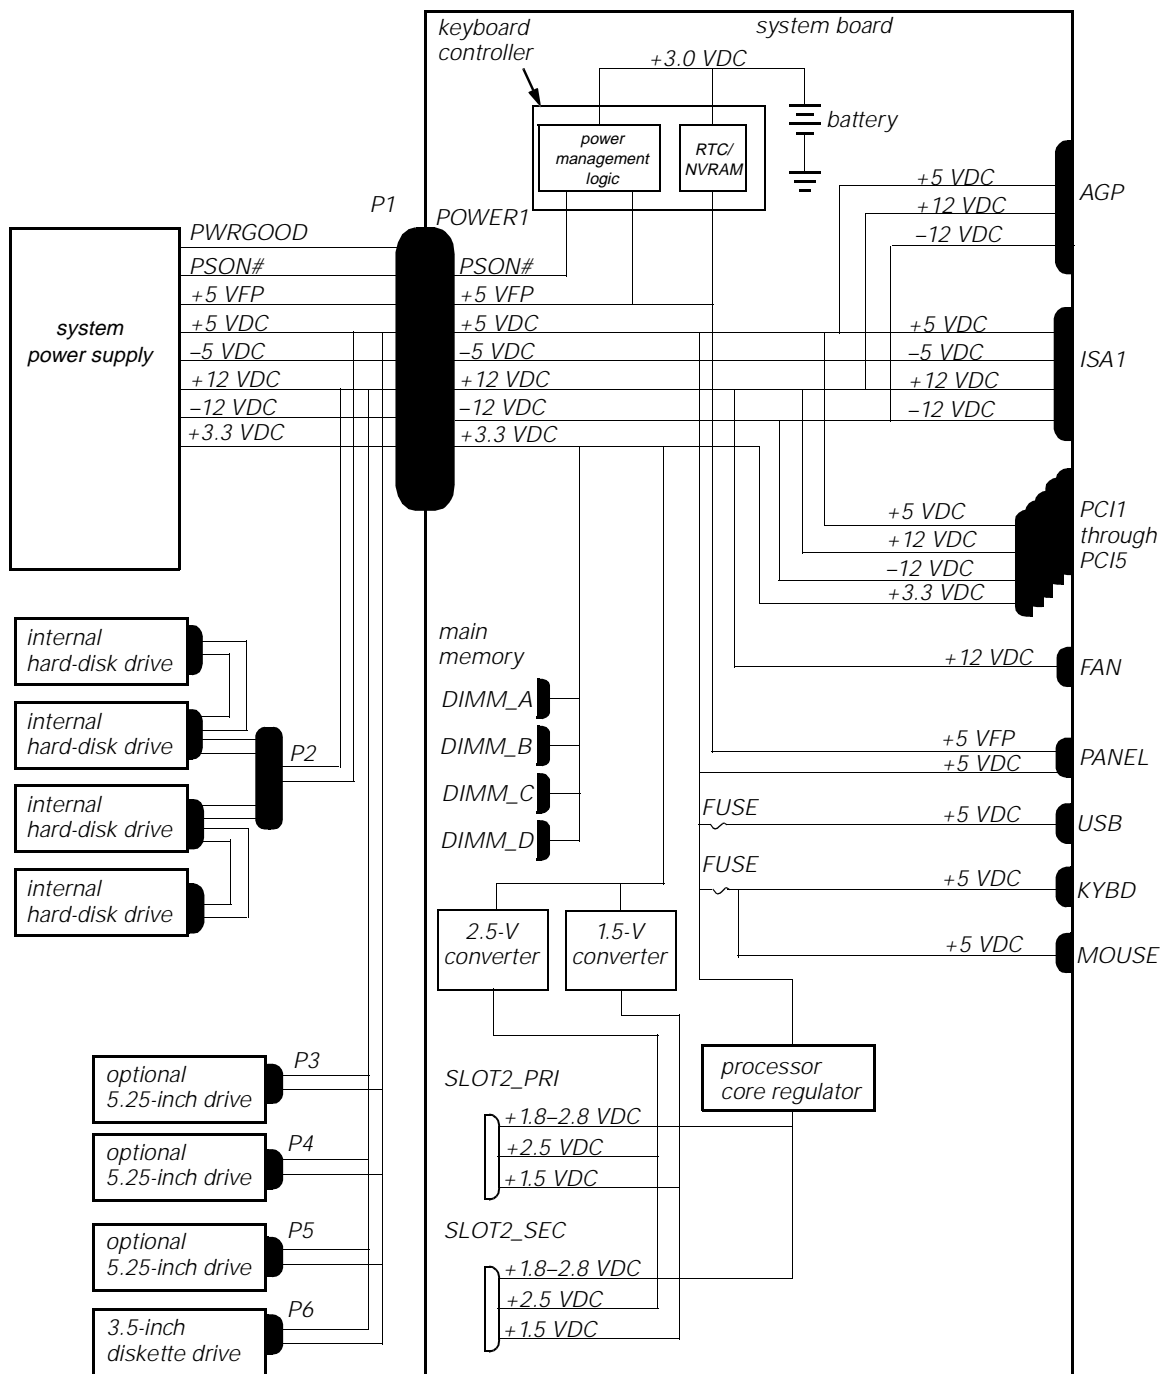 keyboard
controller
system board
+3.0 VDC
battery
power
management
logic
RTC/
NVRAM
P1
POWER1
+5 VDC
+12 VDC
–12 VDC
AGP
system
power supply
PWRGOOD
PSON#
+5 VFP
+5 VDC
–5 VDC
+12 VDC
–12 VDC
+3.3 VDC
PSON#
+5 VFP
+5 VDC
–5 VDC
+12 VDC
–12 VDC
+3.3 VDC
+5 VDC
–5 VDC
+12 VDC
–12 VDC
ISA1
+5 VDC
+12 VDC
–12 VDC
+3.3 VDC
PCI1
through
PCI5
internal
hard-disk drive
internal
hard-disk drive
internal
hard-disk drive
internal
hard-disk drive
P2
main
memory
DIMM_A
DIMM_B
DIMM_C
DIMM_D
+12 VDC
FAN
+5 VFP
+5 VDC
PANEL
FUSE
+5 VDC
USB
FUSE
+5 VDC
KYBD
+5 VDC
MOUSE
2.5-V
converter
1.5-V
converter
processor
core regulator
optional
5.25-inch drive
P3
optional
5.25-inch drive
P4
optional
5.25-inch drive
P5
3.5-inch
diskette drive
P6
SLOT2_PRI
+1.8–2.8 VDC
+2.5 VDC
+1.5 VDC
SLOT2_SEC
+1.8–2.8 VDC
+2.5 VDC
+1.5 VDC